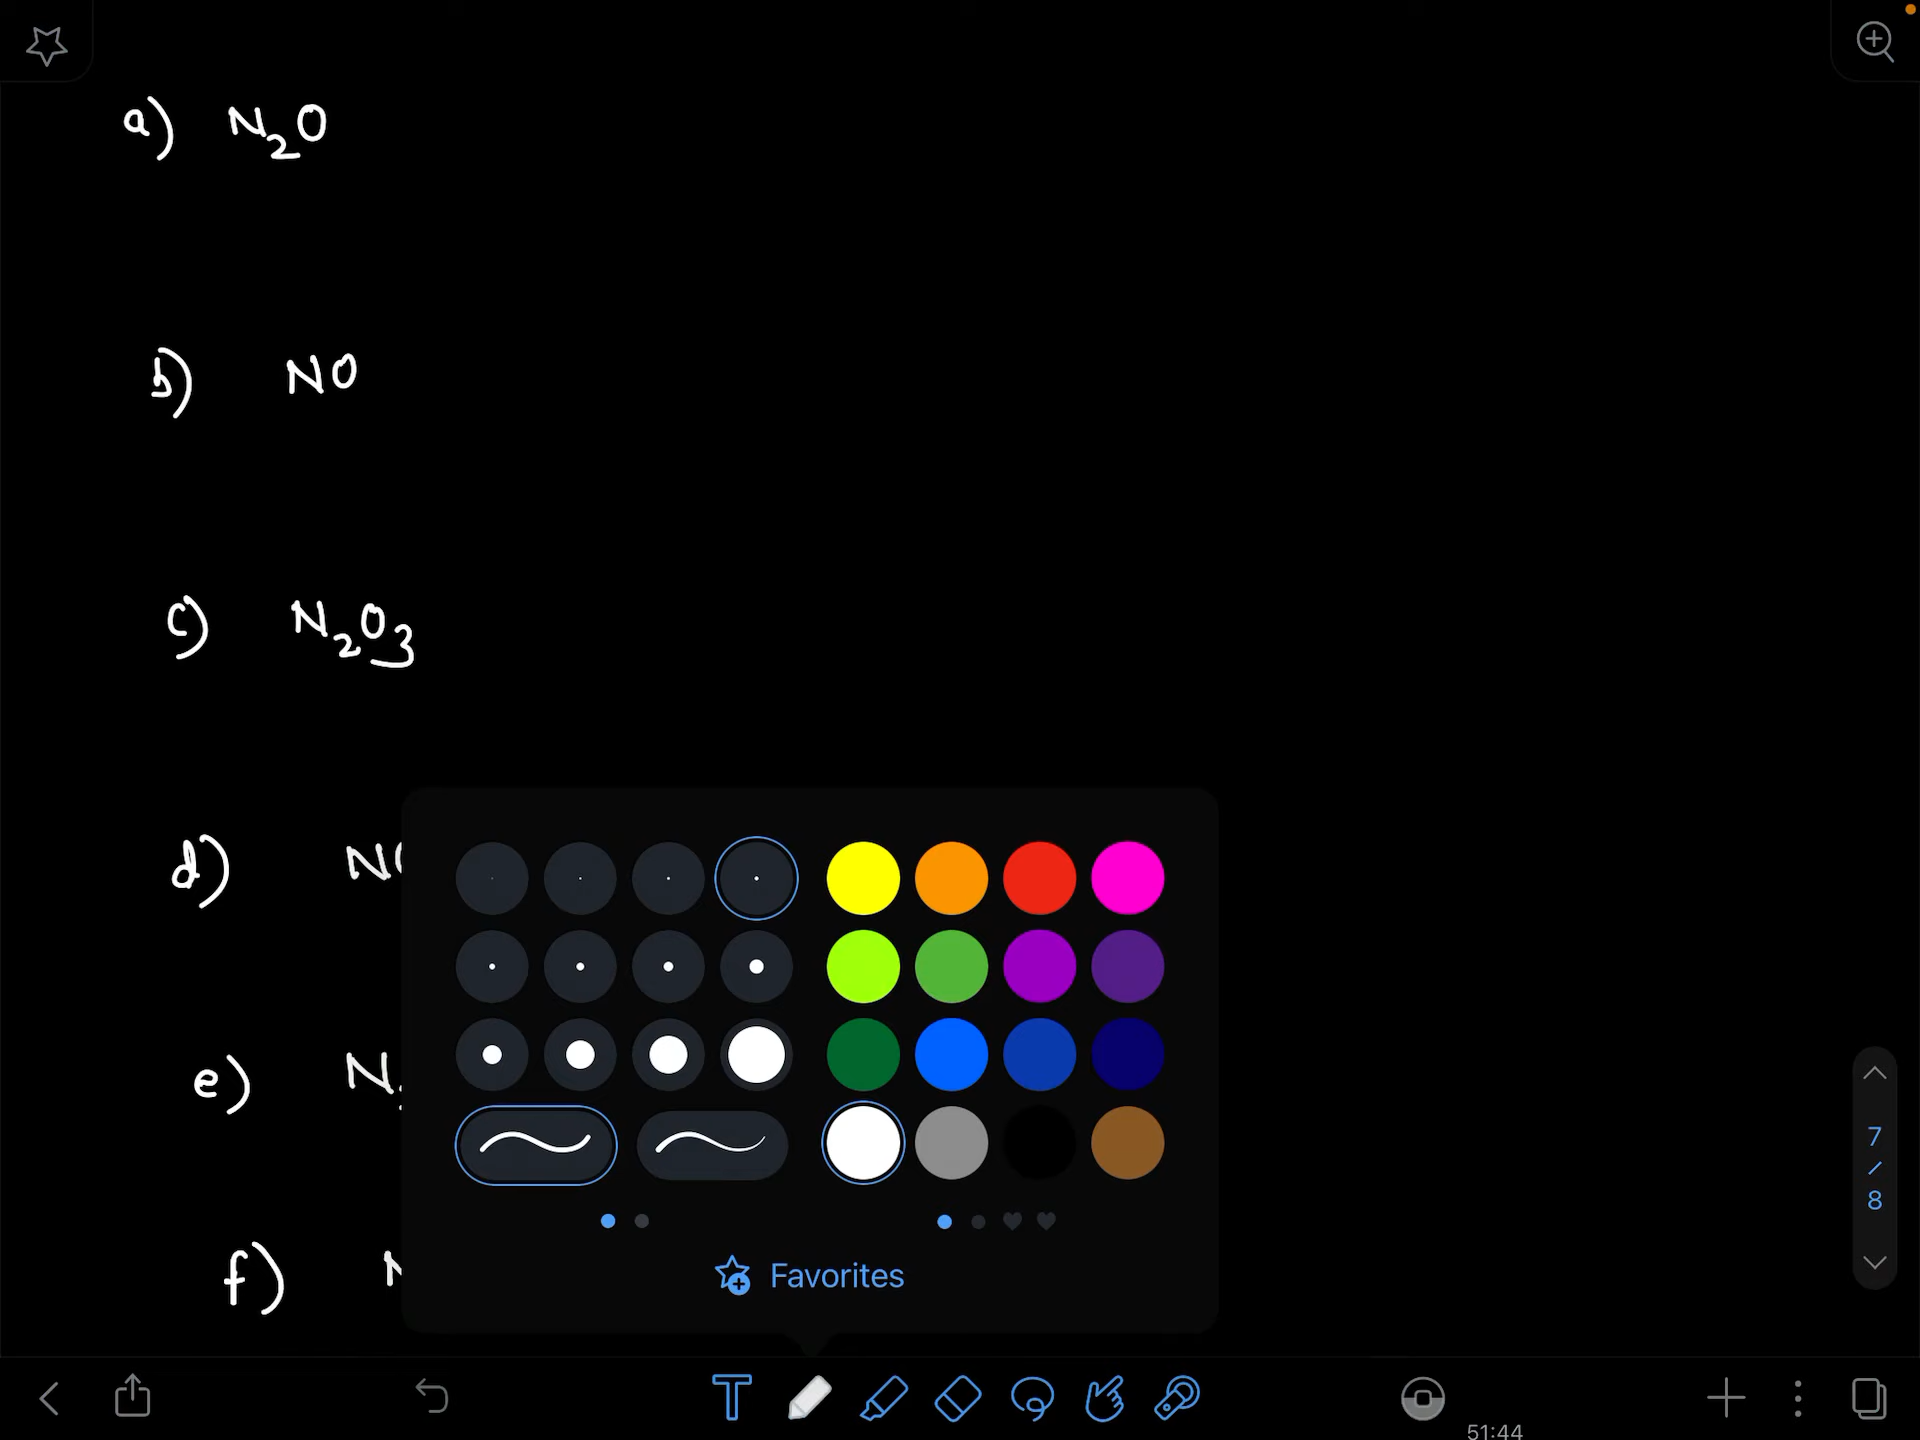 a) N₂O
b) NO
c) N₂O₃
d)
e)
f)
Favorites
7
/
8
51:44